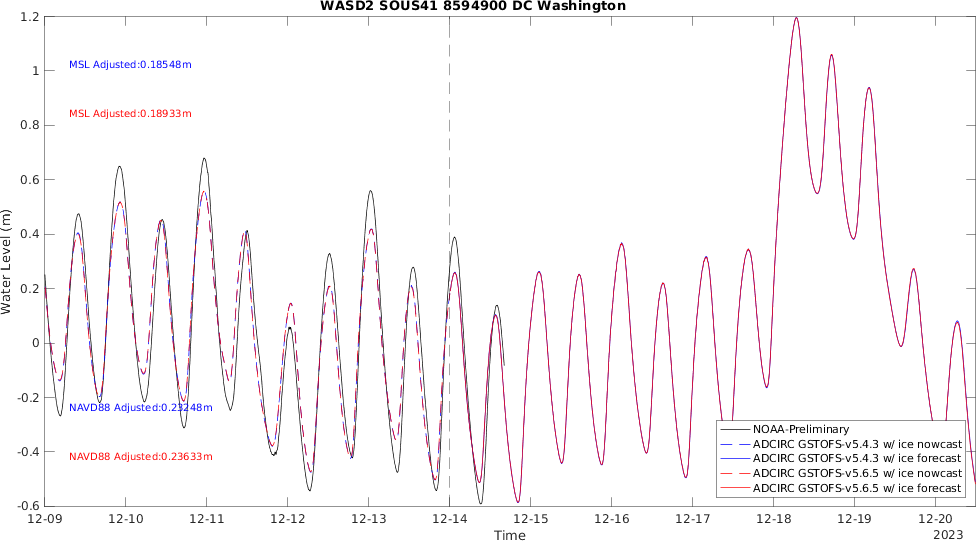 WASD2 SOUS41 8594900 DC Washington
1.2
1
0.8
0.6
0.4
0.2
0
-0.2
-0.4
-0.6
Water Level (m)
MSL Adjusted:0.18548m
MSL Adjusted:0.18933m
NAVD88 Adjusted:0.23248m
NAVD88 Adjusted:0.23633m
NOAA-Preliminary
ADCIRC GSTOFS-v5.4.3 w/ ice nowcast
ADCIRC GSTOFS-v5.4.3 w/ ice forecast
ADCIRC GSTOFS-v5.6.5 w/ ice nowcast
ADCIRC GSTOFS-v5.6.5 w/ ice forecast
12-09 12-10 12-11 12-12 12-13 12-14 12-15 12-16 12-17 12-18 12-19 12-20
Time
2023